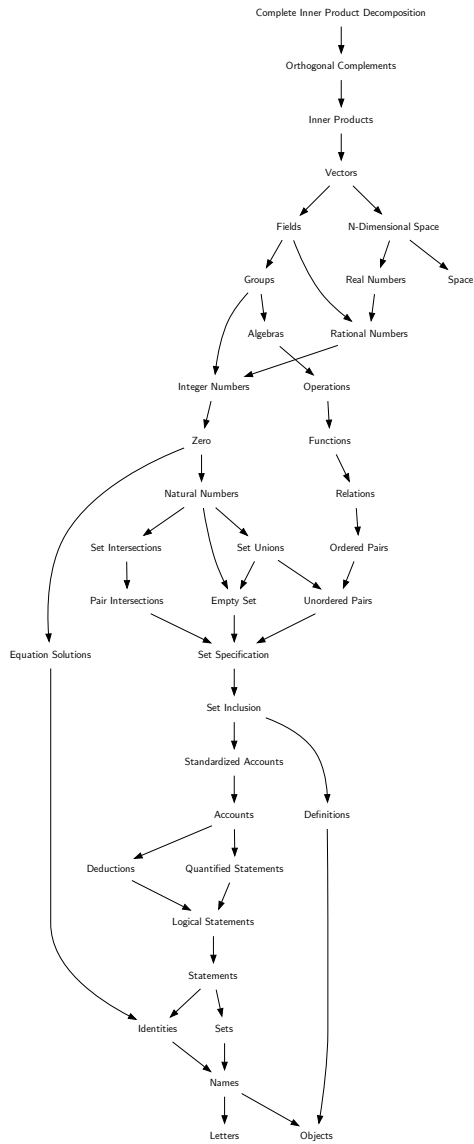 Complete Inner Product Decomposition
Orthogonal Complements
Inner Products
Vectors
Fields
N-Dimensional Space
Groups
Real Numbers
Space
Algebras
Rational Numbers
Integer Numbers
Operations
Zero
Functions
Natural Numbers
Relations
Set Intersections
Set Unions
Ordered Pairs
Pair Intersections
Empty Set
Unordered Pairs
Equation Solutions
Set Specification
Set Inclusion
Standardized Accounts
Accounts
Definitions
Deductions
Quantified Statements
Logical Statements
Statements
Identities
Sets
Names
Letters
Objects